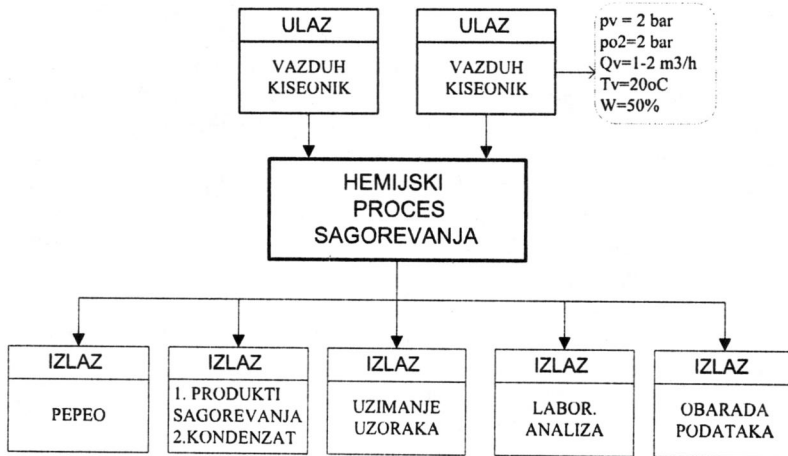 ULAZ
VAZDUH
KISEONIK
ULAZ
VAZDUH
KISEONIK
pv = 2 bar
po2=2 bar
Qv=1-2 m3/h
Tv=20oC
W=50%
HEMIJSKI
PROCES
SAGOREVANJA
IZLAZ
PEPEO
IZLAZ
1. PRODUKTI
SAGOREVANJA
2.KONDENZAT
IZLAZ
UZIMANJE
UZORAKA
IZLAZ
LABOR.
ANALIZA
IZLAZ
OBARADA
PODATAKA